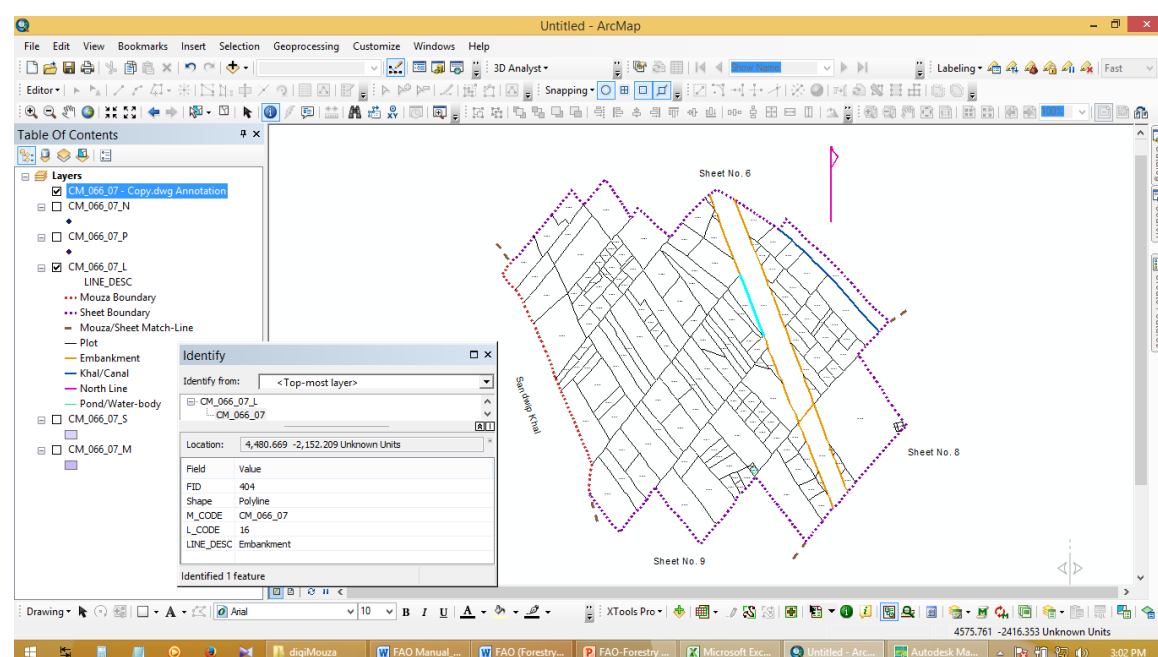 Untitled - ArcMap
File Edit View Bookmarks Insert Selection Geoprocessing Customize Windows Help
3D Analyst
Show Name
Labeling
Fast
Editor
Snapping
100%
Table Of Contents
Layers
CM_066_07 - Copy.dwg Annotation
CM_066_07_N
CM_066_07_P
CM_066_07_L
LINE_DESC
Mouza Boundary
Sheet Boundary
Mouza/Sheet Match-Line
Plot
Embankment
Khal/Canal
North Line
Pond/Water-body
CM_066_07_S
CM_066_07_M
Sheet No. 6
Sandwip Khal
Sheet No. 8
Sheet No. 9
Identify
Identify from: <Top-most layer>
CM_066_07_L
CM_066_07
Location: 4,480.669 -2,152.209 Unknown Units
Field Value
FID 404
Shape Polyline
M_CODE CM_066_07
L_CODE 16
LINE_DESC Embankment
Identified 1 feature
Drawing A Arial 10 B I U A XTools Pro
4575.761 -2416.353 Unknown Units
digiMouza FAO Manual_... FAO (Forestry... FAO-Forestry ... Microsoft Exc... Untitled - Arc... Autodesk Ma... 3:02 PM